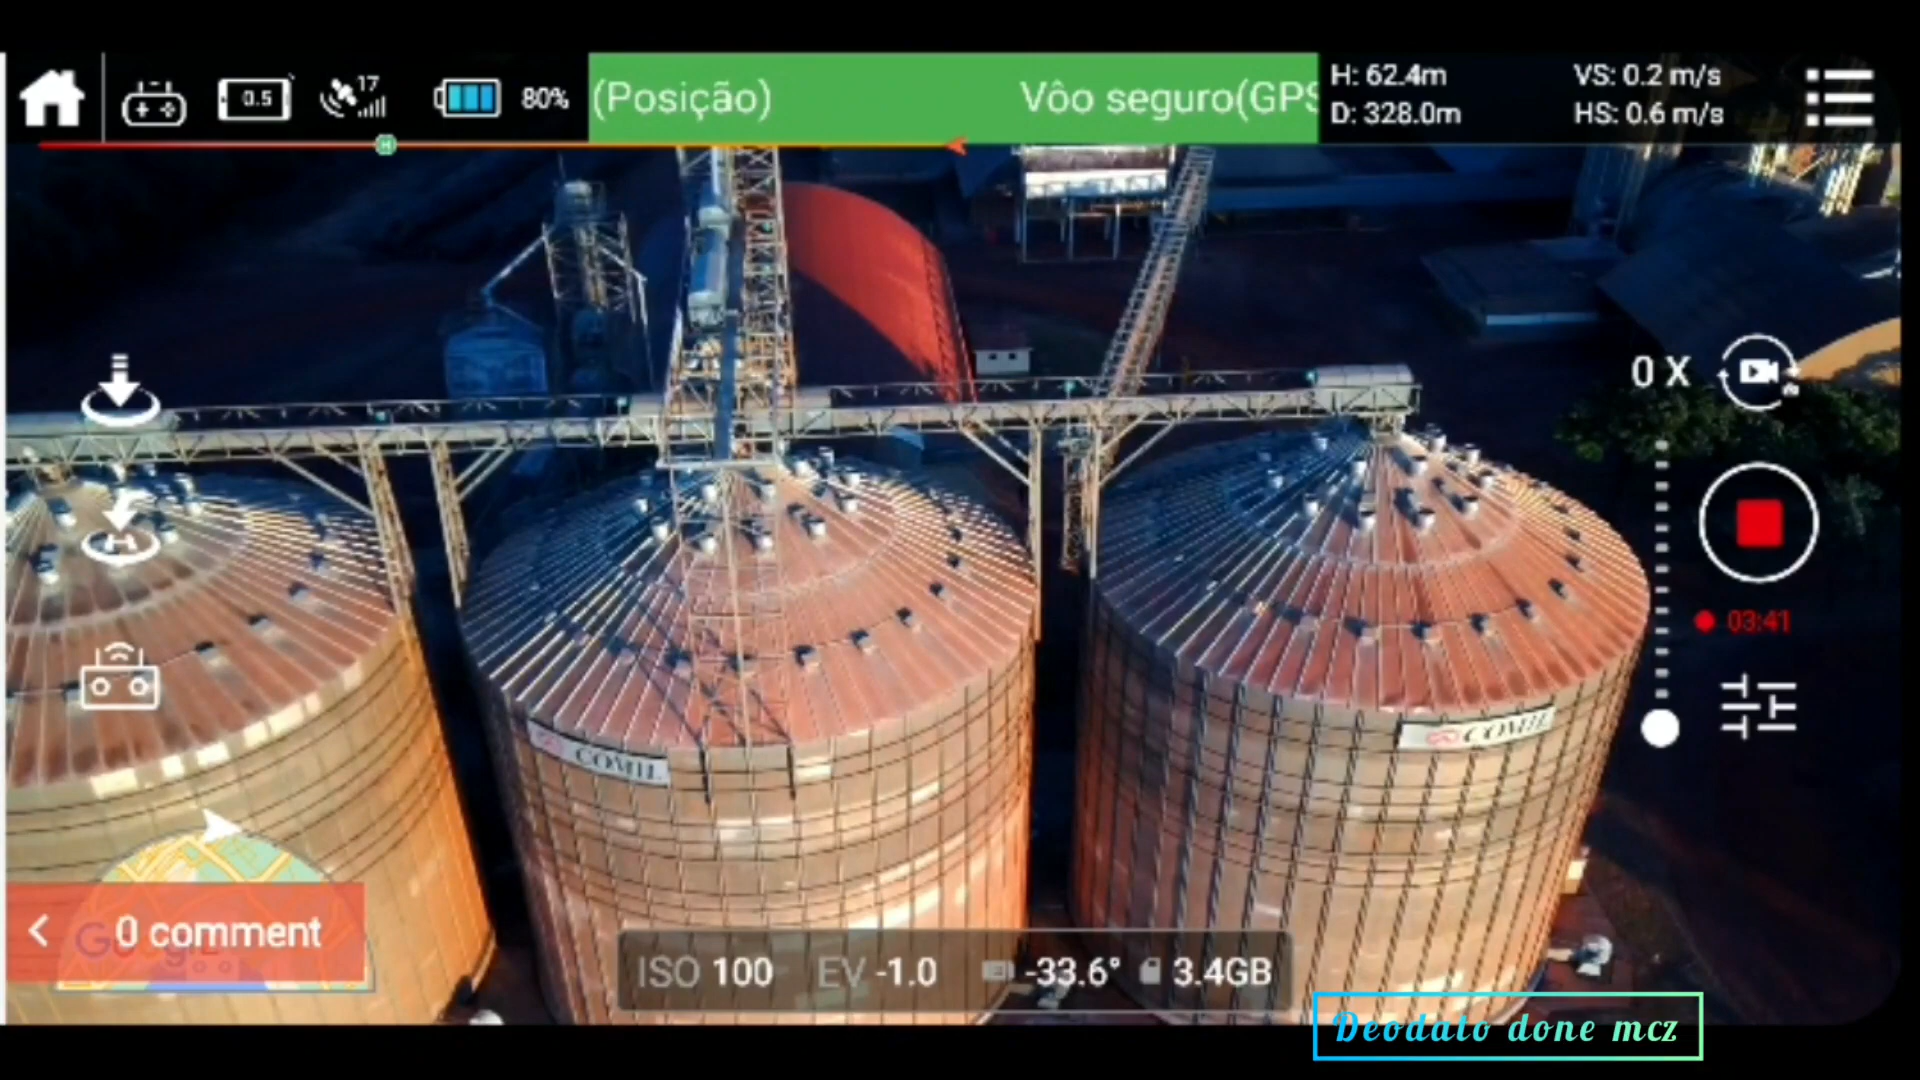 0.5
17
80%
(Posição) Vôo seguro(GPS
H: 62.4m VS: 0.2 m/s
D: 328.0m HS: 0.6 m/s
H
0 X
03:41
COMIL
COMIL
0 comment
ISO 100 EV -1.0 -33.6° 3.4GB
Deodato done mcz